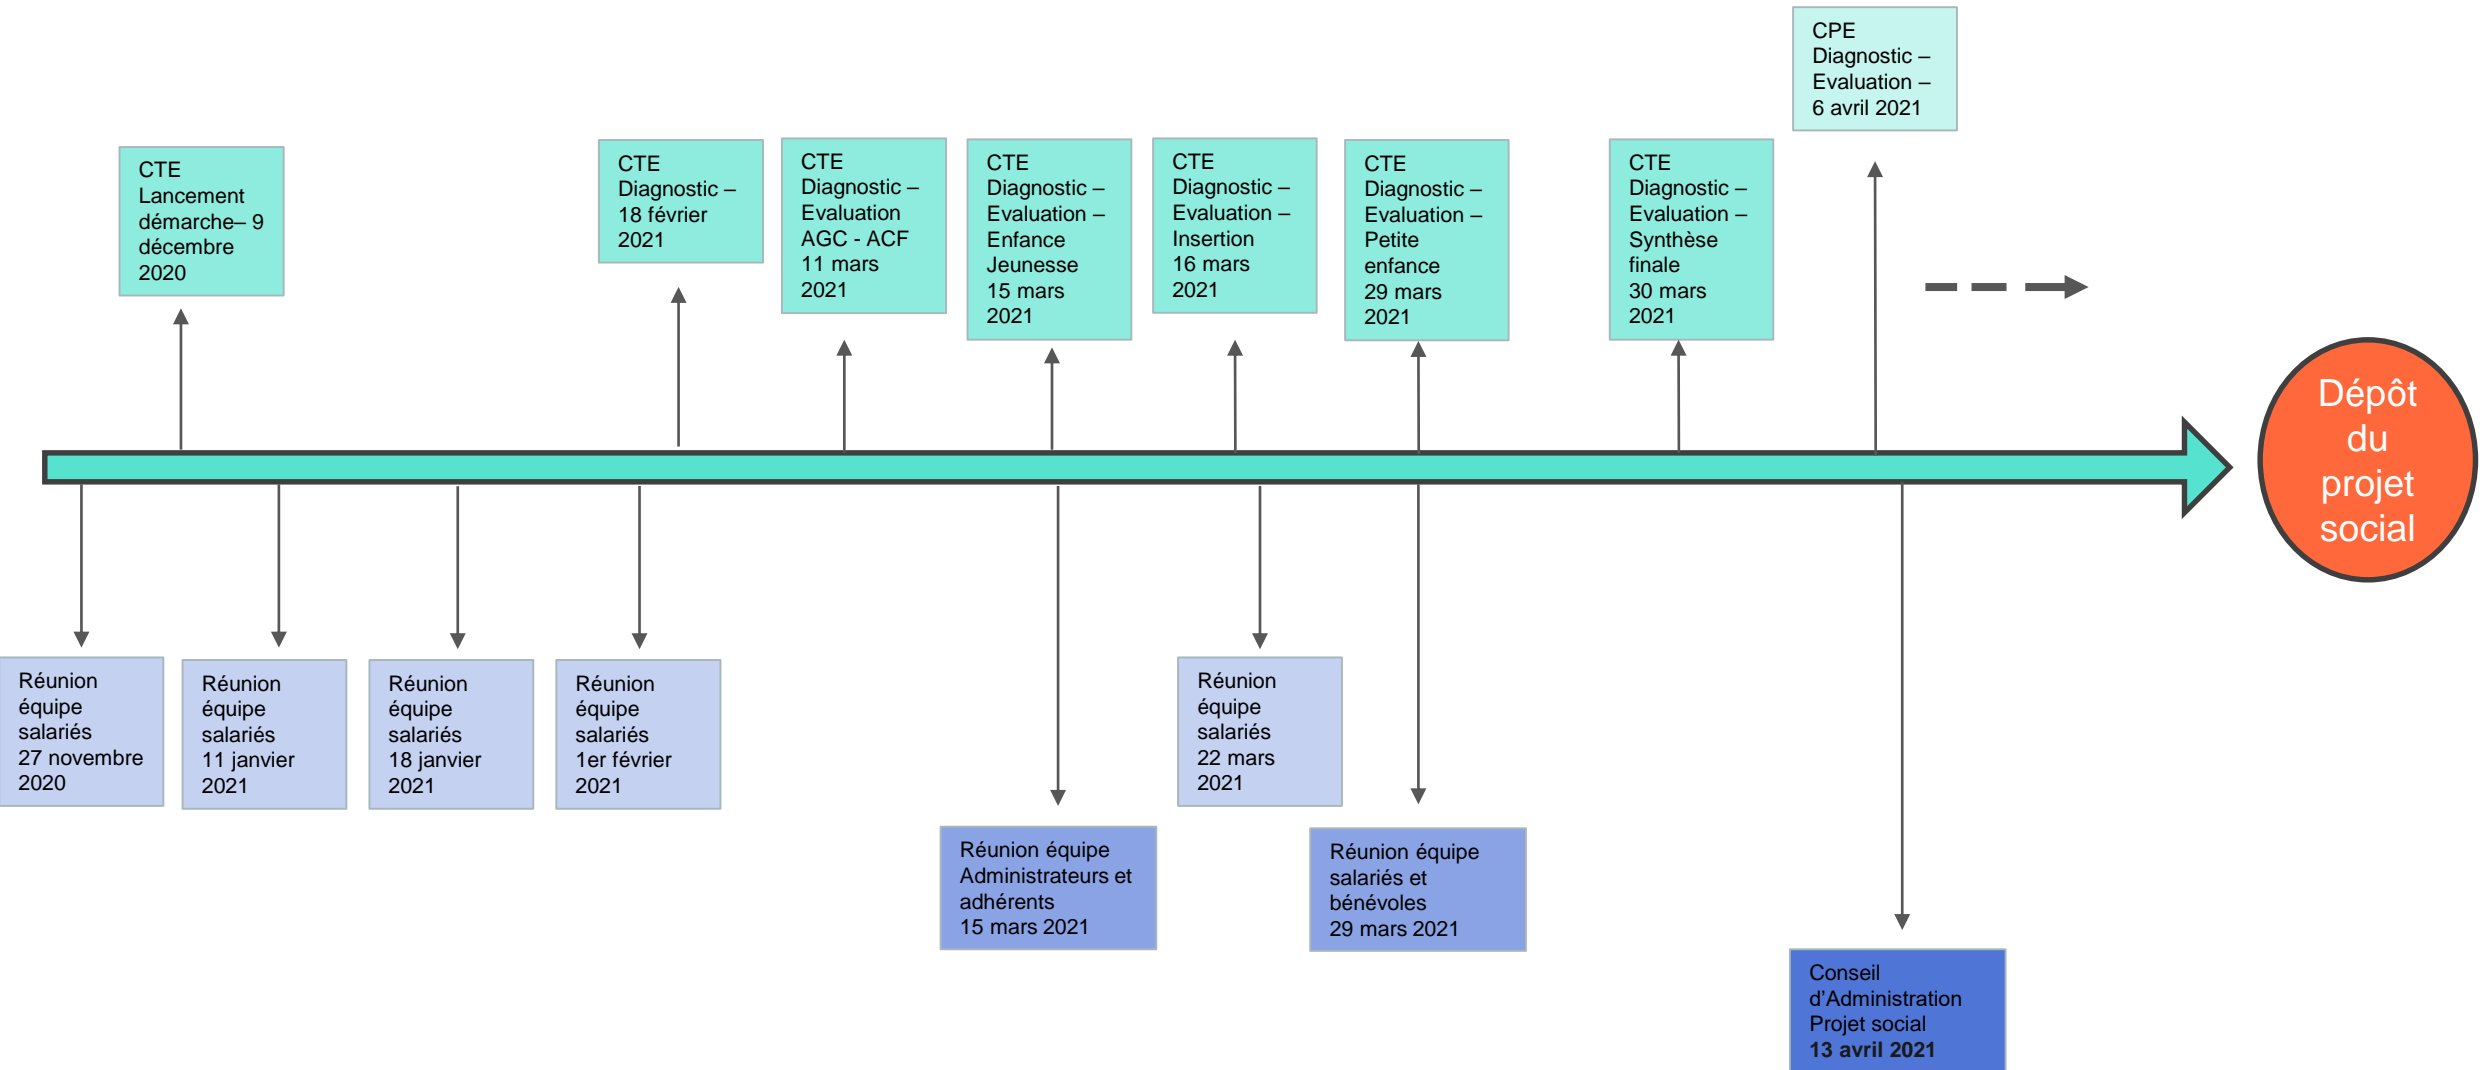 CPE
Diagnostic –
Evaluation –
6 avril 2021
CTE
Lancement
démarche– 9
décembre
2020
CTE
Diagnostic –
18 février
2021
CTE
Diagnostic –
Evaluation
AGC - ACF
11 mars
2021
CTE
Diagnostic –
Evaluation –
Enfance
Jeunesse
15 mars
2021
CTE
Diagnostic –
Evaluation –
Insertion
16 mars
2021
CTE
Diagnostic –
Evaluation –
Petite
enfance
29 mars
2021
CTE
Diagnostic –
Evaluation –
Synthèse
finale
30 mars
2021
Dépôt
du
projet
social
Réunion
équipe
salariés
27 novembre
2020
Réunion
équipe
salariés
11 janvier
2021
Réunion
équipe
salariés
18 janvier
2021
Réunion
équipe
salariés
1er février
2021
Réunion
équipe
salariés
22 mars
2021
Réunion équipe
Administrateurs et
adhérents
15 mars 2021
Réunion équipe
salariés et
bénévoles
29 mars 2021
Conseil
d’Administration
Projet social
13 avril 2021